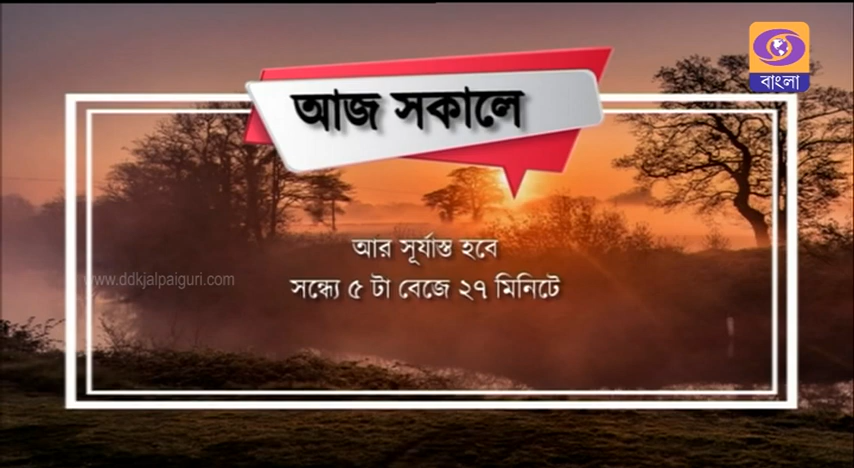 বাংলা
আজ সকালে
আর সূর্যাস্ত হবে
সন্ধ্যে ৫ টা বেজে ২৭ মিনিটে
www.ddkjalpaiguri.com